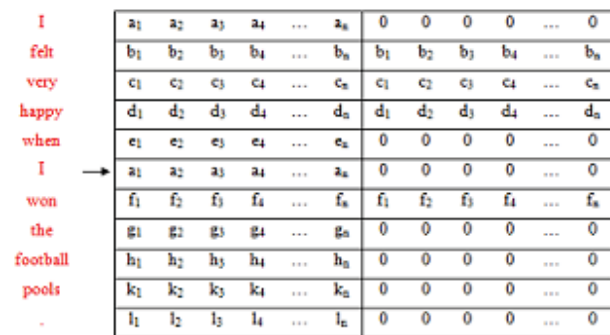 I a₁ a₂ a₃ a₄ ... aₙ 0 0 0 0 ... 0
felt b₁ b₂ b₃ b₄ ... bₙ b₁ b₂ b₃ b₄ ... bₙ
very c₁ c₂ c₃ c₄ ... cₙ c₁ c₂ c₃ c₄ ... cₙ
happy d₁ d₂ d₃ d₄ ... dₙ d₁ d₂ d₃ d₄ ... dₙ
when e₁ e₂ e₃ e₄ ... eₙ 0 0 0 0 ... 0
I → a₁ a₂ a₃ a₄ ... aₙ 0 0 0 0 ... 0
won f₁ f₂ f₃ f₄ ... fₙ f₁ f₂ f₃ f₄ ... fₙ
the g₁ g₂ g₃ g₄ ... gₙ 0 0 0 0 ... 0
football h₁ h₂ h₃ h₄ ... hₙ 0 0 0 0 ... 0
pools k₁ k₂ k₃ k₄ ... kₙ 0 0 0 0 ... 0
. l₁ l₂ l₃ l₄ ... lₙ 0 0 0 0 ... 0